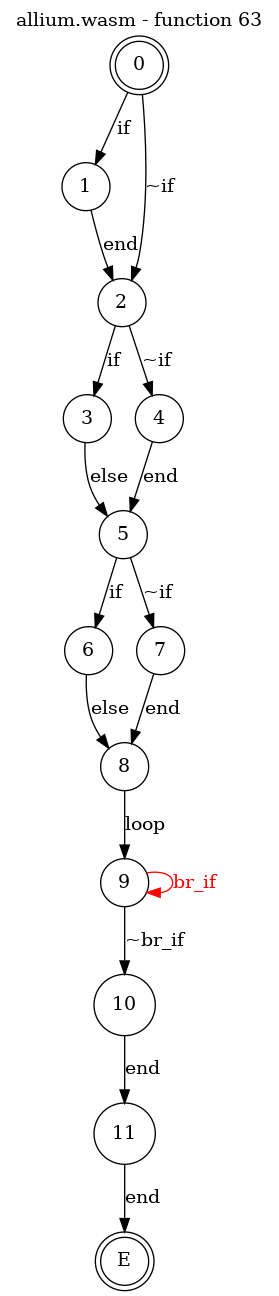 allium.wasm - function 63
0
if
~if
1
end
2
if
~if
3
4
else
end
5
if
~if
6
7
else
end
8
loop
9
br_if
~br_if
10
end
11
end
E